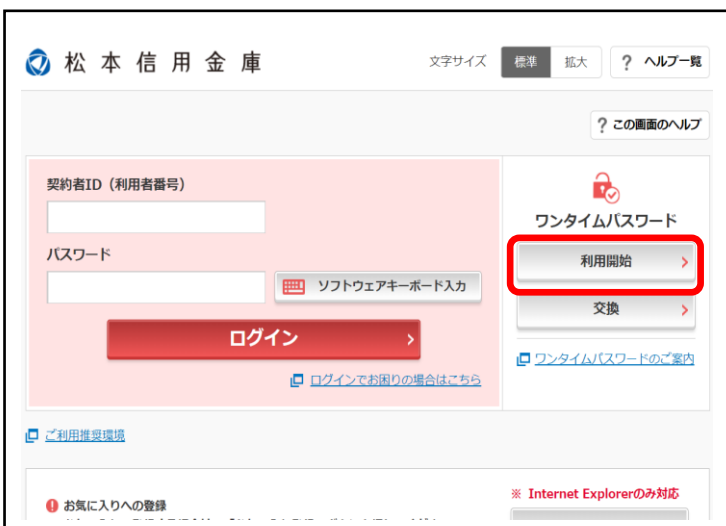 松本信用金庫
文字サイズ 標準 拡大 ? ヘルプ一覧
? この画面のヘルプ
契約者ID（利用者番号）
パスワード
ソフトウェアキーボード入力
ログイン
ログインでお困りの場合はこちら
ワンタイムパスワード
利用開始
交換
ワンタイムパスワードのご案内
ご利用推奨環境
お気に入りへの登録
※ Internet Explorerのみ対応